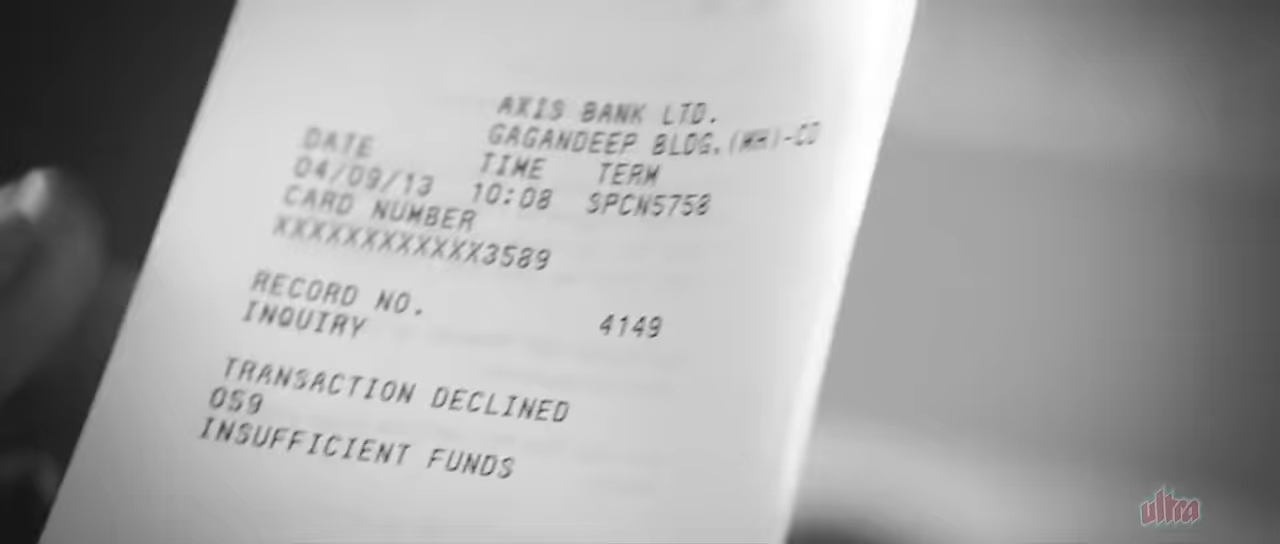 AXIS BANK LTD.
GAGANDEEP BLDG.(WH)-CO
DATE TIME TERM
04/09/13 10:08 SPCN5758
CARD NUMBER
XXXXXXXXXXXX3589
RECORD NO. 4149
INQUIRY
TRANSACTION DECLINED
059
INSUFFICIENT FUNDS
ultra